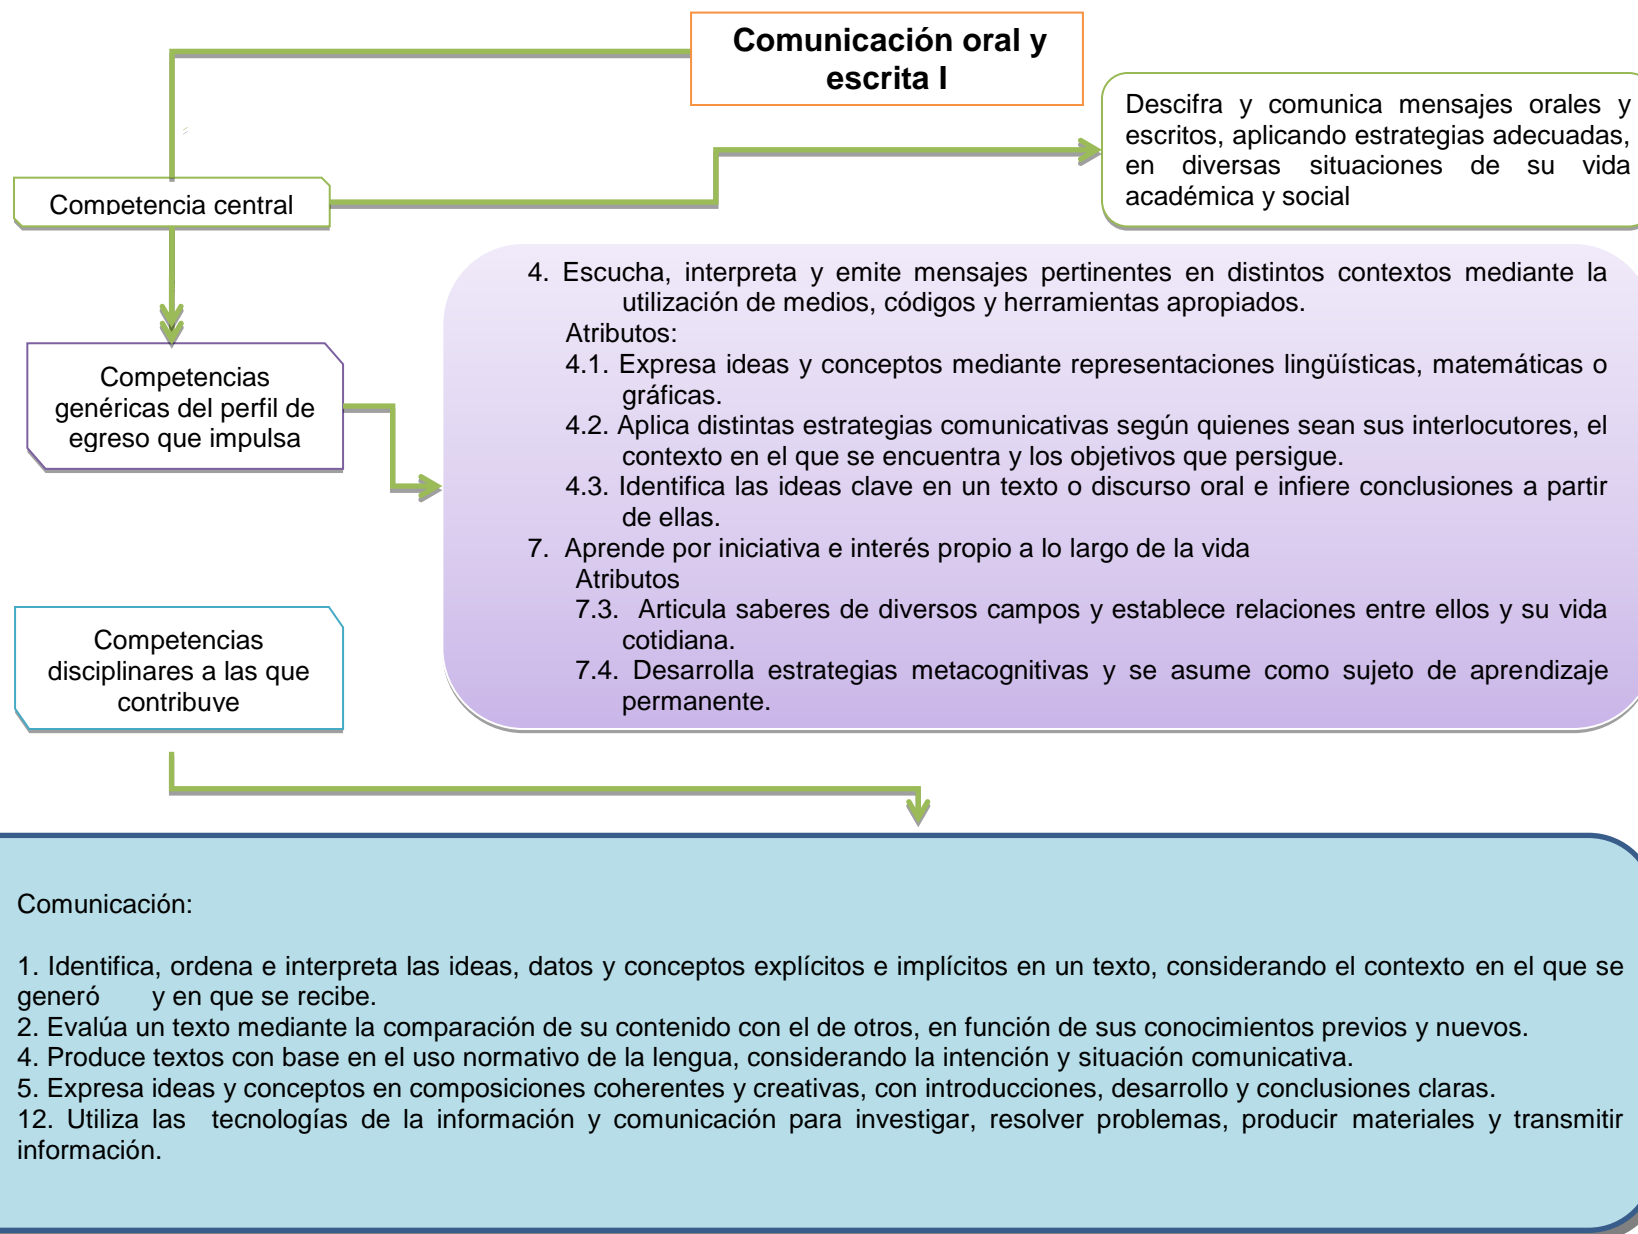 Comunicación oral y
escrita I
Descifra y comunica mensajes orales y
escritos, aplicando estrategias adecuadas,
en diversas situaciones de su vida
académica y social
Competencia central
4. Escucha, interpreta y emite mensajes pertinentes en distintos contextos mediante la
utilización de medios, códigos y herramientas apropiados.
Atributos:
4.1. Expresa ideas y conceptos mediante representaciones lingüísticas, matemáticas o
gráficas.
4.2. Aplica distintas estrategias comunicativas según quienes sean sus interlocutores, el
contexto en el que se encuentra y los objetivos que persigue.
4.3. Identifica las ideas clave en un texto o discurso oral e infiere conclusiones a partir
de ellas.
7. Aprende por iniciativa e interés propio a lo largo de la vida
Atributos
7.3. Articula saberes de diversos campos y establece relaciones entre ellos y su vida
cotidiana.
7.4. Desarrolla estrategias metacognitivas y se asume como sujeto de aprendizaje
permanente.
Competencias
genéricas del perfil de
egreso que impulsa
Competencias
disciplinares a las que
contribuye
Comunicación:
1. Identifica, ordena e interpreta las ideas, datos y conceptos explícitos e implícitos en un texto, considerando el contexto en el que se
generó y en que se recibe.
2. Evalúa un texto mediante la comparación de su contenido con el de otros, en función de sus conocimientos previos y nuevos.
4. Produce textos con base en el uso normativo de la lengua, considerando la intención y situación comunicativa.
5. Expresa ideas y conceptos en composiciones coherentes y creativas, con introducciones, desarrollo y conclusiones claras.
12. Utiliza las tecnologías de la información y comunicación para investigar, resolver problemas, producir materiales y transmitir
información.